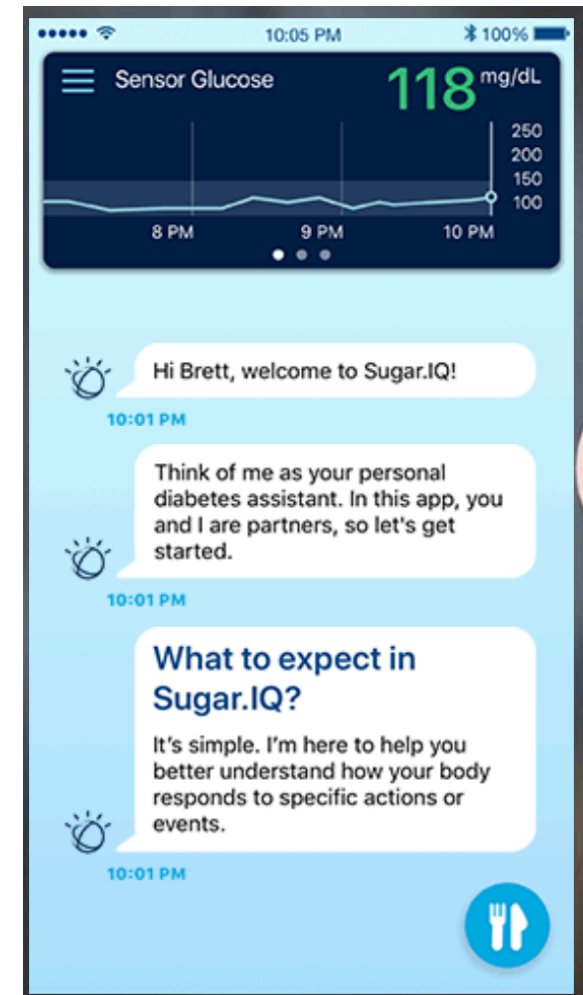 10:05 PM
100%
Sensor Glucose
118 mg/dL
250
200
150
100
8 PM
9 PM
10 PM
Hi Brett, welcome to Sugar.IQ!
10:01 PM
Think of me as your personal
diabetes assistant. In this app, you
and I are partners, so let's get
started.
10:01 PM
What to expect in
Sugar.IQ?
It's simple. I'm here to help you
better understand how your body
responds to specific actions or
events.
10:01 PM